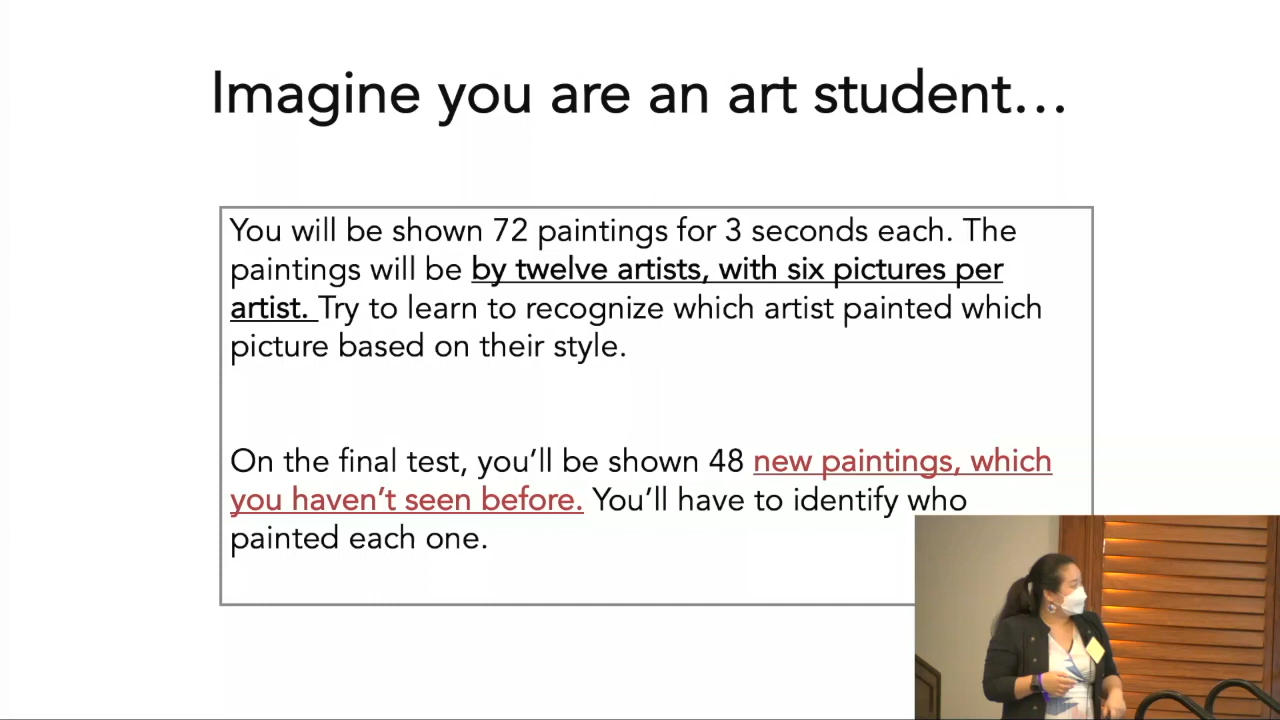 Imagine you are an art student…
You will be shown 72 paintings for 3 seconds each. The
paintings will be by twelve artists, with six pictures per
artist. Try to learn to recognize which artist painted which
picture based on their style.
On the final test, you’ll be shown 48 new paintings, which
you haven’t seen before. You’ll have to identify who
painted each one.